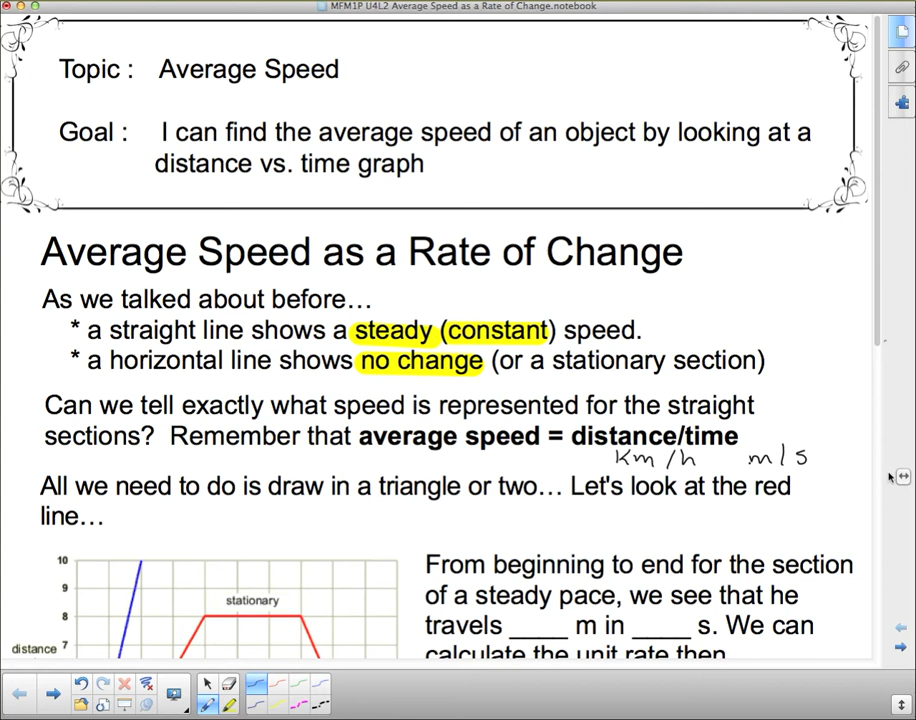 MFM1P U4L2 Average Speed as a Rate of Change.notebook
Topic : Average Speed
Goal : I can find the average speed of an object by looking at a
distance vs. time graph
Average Speed as a Rate of Change
As we talked about before…
* a straight line shows a steady (constant) speed.
* a horizontal line shows no change (or a stationary section)
Can we tell exactly what speed is represented for the straight
sections? Remember that average speed = distance/time
km/h m/s
All we need to do is draw in a triangle or two… Let's look at the red
line…
10
9
stationary
8
distance 7
From beginning to end for the section
of a steady pace, we see that he
travels ____ m in ____ s. We can
calculate the unit rate then